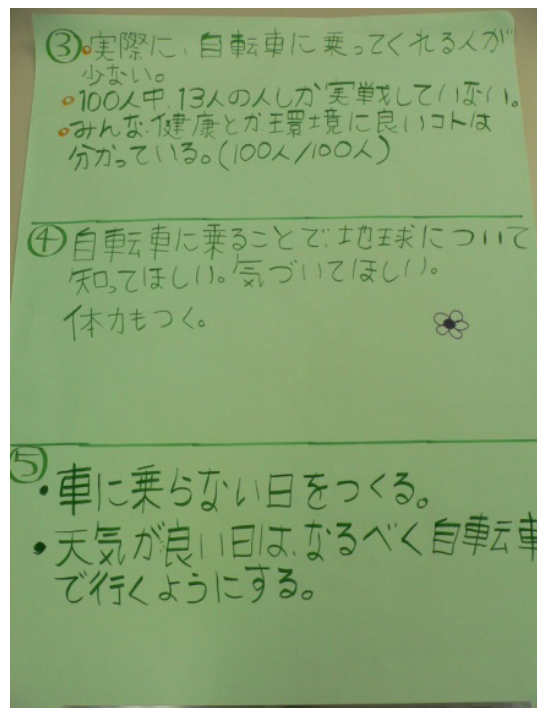 ③・実際に、自転車に乗ってくれる人が
少ない。
・100人中、13人の人しか実戦していない。
・みんな、健康とか環境に良いコトは
分かっている。(100人/100人)
④自転車に乗ることで、地球について
知ってほしい。気づいてほしい。
体力もつく。
⑤
・車に乗らない日をつくる。
・天気が良い日は、なるべく自転車
で行くようにする。